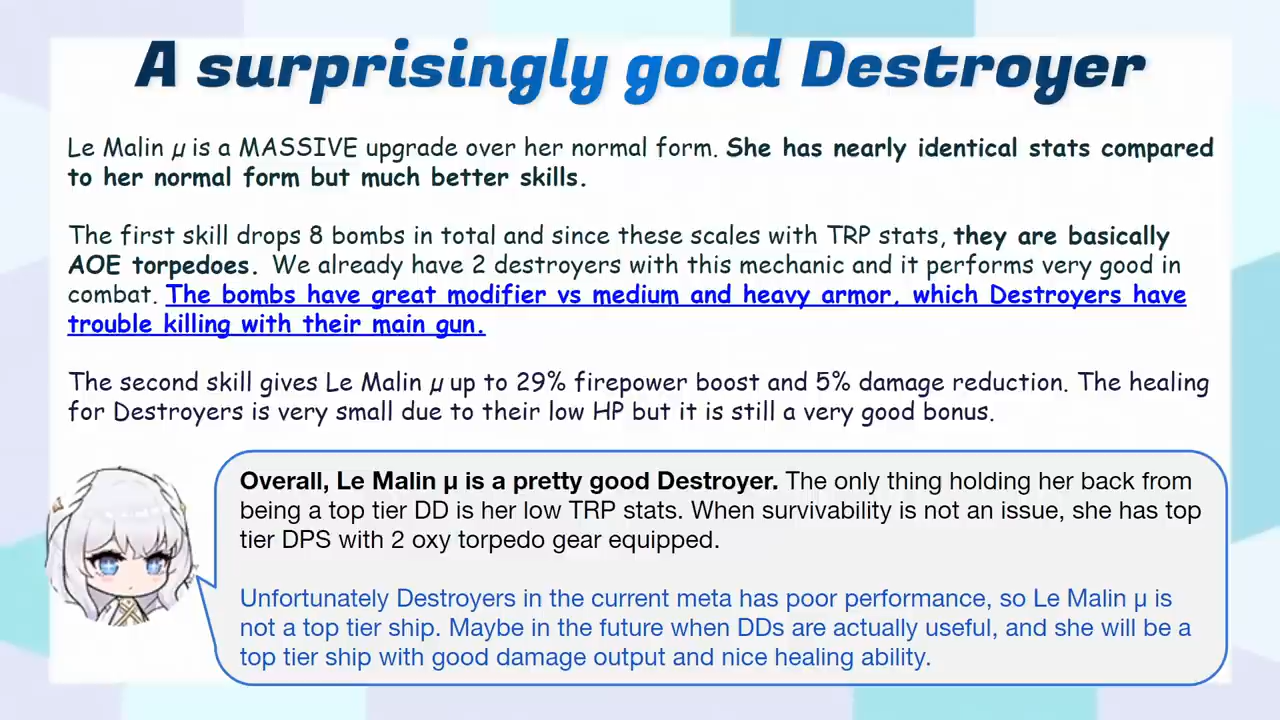 A surprisingly good Destroyer
Le Malin μ is a MASSIVE upgrade over her normal form. She has nearly identical stats compared
to her normal form but much better skills.
The first skill drops 8 bombs in total and since these scales with TRP stats, they are basically
AOE torpedoes. We already have 2 destroyers with this mechanic and it performs very good in
combat. The bombs have great modifier vs medium and heavy armor, which Destroyers have
trouble killing with their main gun.
The second skill gives Le Malin μ up to 29% firepower boost and 5% damage reduction. The healing
for Destroyers is very small due to their low HP but it is still a very good bonus.
Overall, Le Malin μ is a pretty good Destroyer. The only thing holding her back from
being a top tier DD is her low TRP stats. When survivability is not an issue, she has top
tier DPS with 2 oxy torpedo gear equipped.
Unfortunately Destroyers in the current meta has poor performance, so Le Malin μ is
not a top tier ship. Maybe in the future when DDs are actually useful, and she will be a
top tier ship with good damage output and nice healing ability.